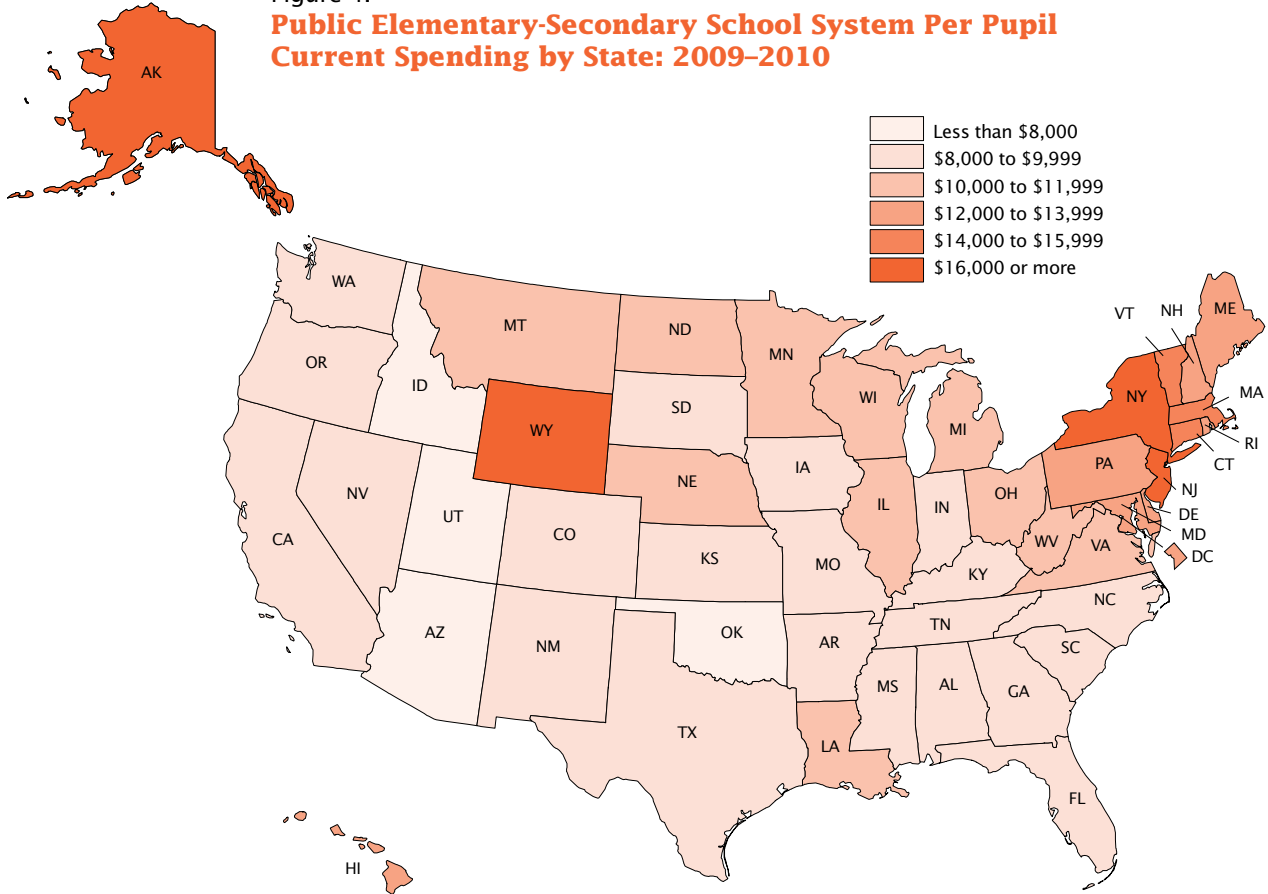 Public Elementary-Secondary School System Per Pupil
Current Spending by State: 2009–2010
AK
Less than $8,000
$8,000 to $9,999
$10,000 to $11,999
$12,000 to $13,999
$14,000 to $15,999
$16,000 or more
WA
MT
ND
MN
VT
NH
ME
OR
ID
SD
WI
MI
NY
MA
WY
RI
CT
IA
NE
PA
NJ
NV
UT
CO
IL
IN
OH
DE
MD
DC
CA
KS
MO
WV
VA
KY
AZ
NM
OK
AR
TN
NC
SC
MS
AL
GA
TX
LA
FL
HI